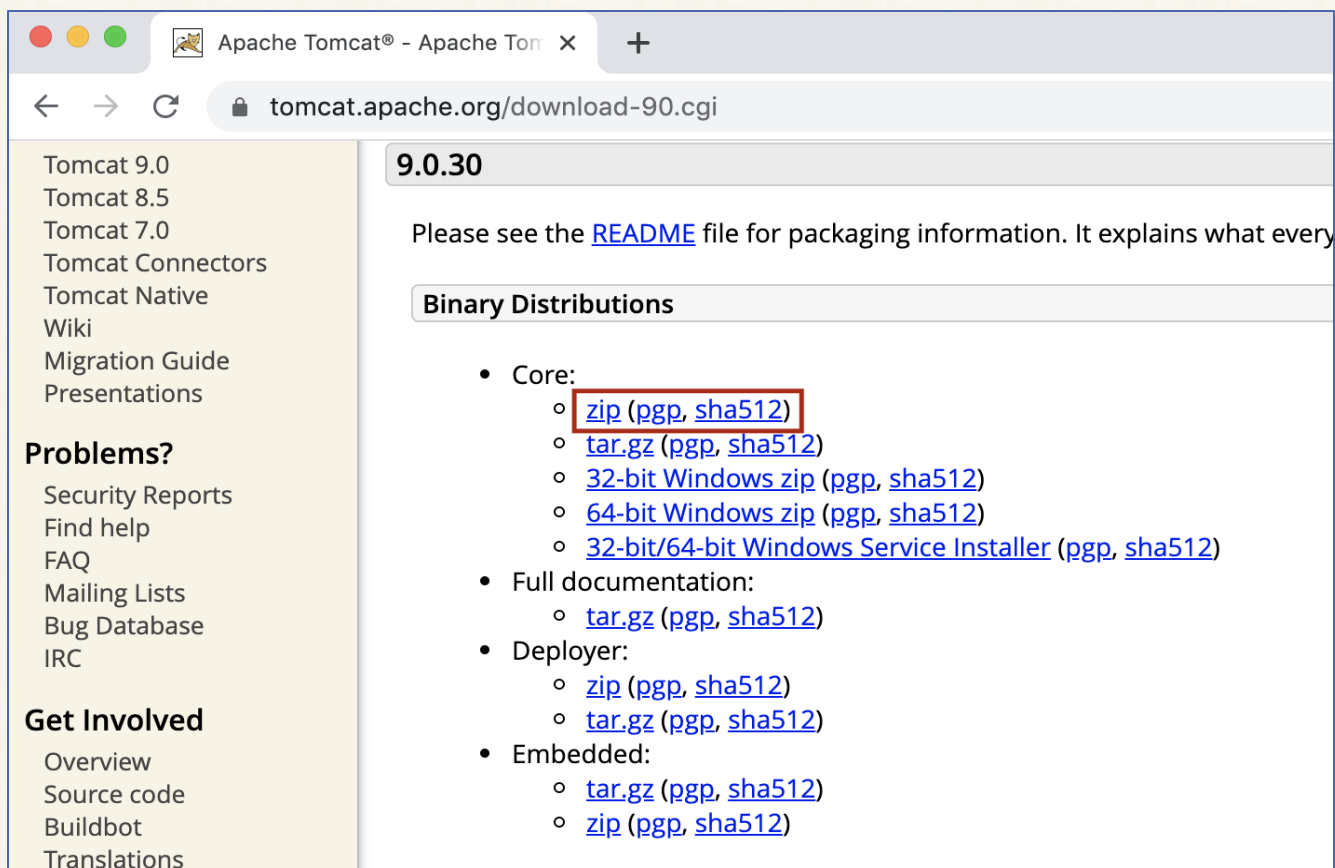 Apache Tomcat® - Apache Tom
tomcat.apache.org/download-90.cgi
Tomcat 9.0
Tomcat 8.5
Tomcat 7.0
Tomcat Connectors
Tomcat Native
Wiki
Migration Guide
Presentations
Problems?
Security Reports
Find help
FAQ
Mailing Lists
Bug Database
IRC
Get Involved
Overview
Source code
Buildbot
Translations
9.0.30
Please see the README file for packaging information. It explains what every
Binary Distributions
Core:
zip (pgp, sha512)
tar.gz (pgp, sha512)
32-bit Windows zip (pgp, sha512)
64-bit Windows zip (pgp, sha512)
32-bit/64-bit Windows Service Installer (pgp, sha512)
Full documentation:
tar.gz (pgp, sha512)
Deployer:
zip (pgp, sha512)
tar.gz (pgp, sha512)
Embedded:
tar.gz (pgp, sha512)
zip (pgp, sha512)